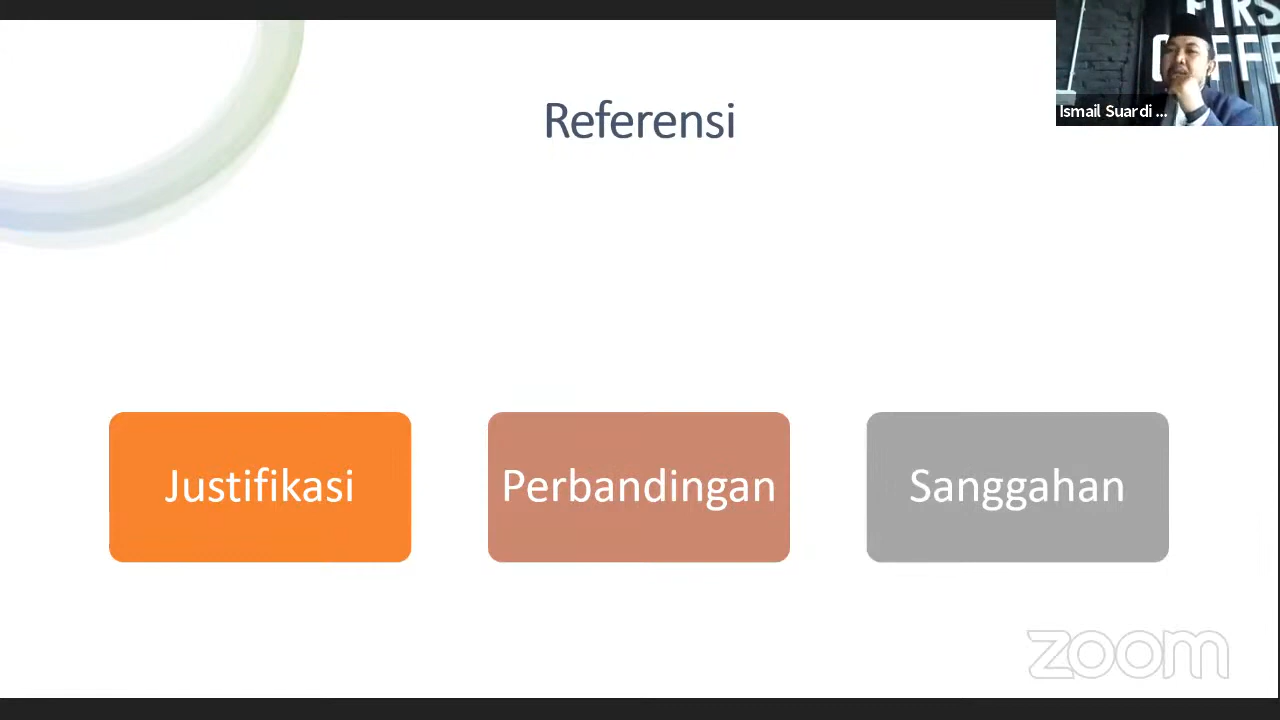 Referensi
Ismail Suardi ...
Justifikasi
Perbandingan
Sanggahan
zoom